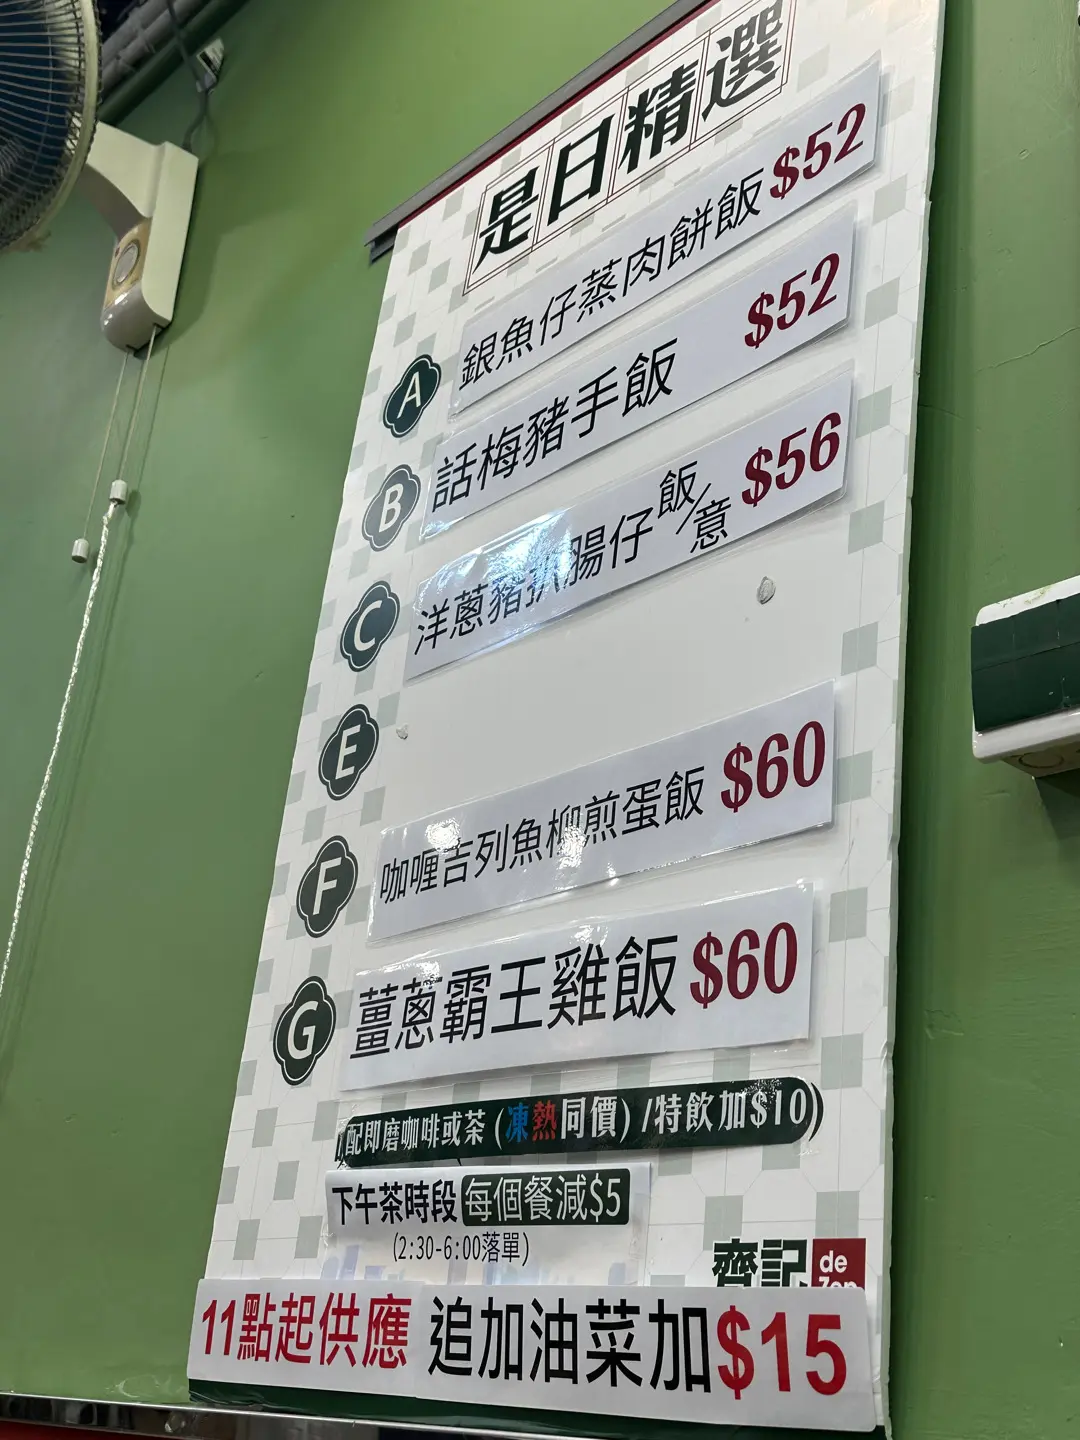 是日精選
A 銀魚仔蒸肉餅飯 $52
B 話梅豬手飯 $52
C 洋蔥豬扒腸仔飯/意 $56
E
F 咖喱吉列魚柳煎蛋飯 $60
G 薑蔥霸王雞飯 $60
(配即磨咖啡或茶 (凍熱同價) /特飲加$10)
下午茶時段 每個餐減$5
(2:30-6:00落單)
齊記 de
11點起供應 追加油菜加$15